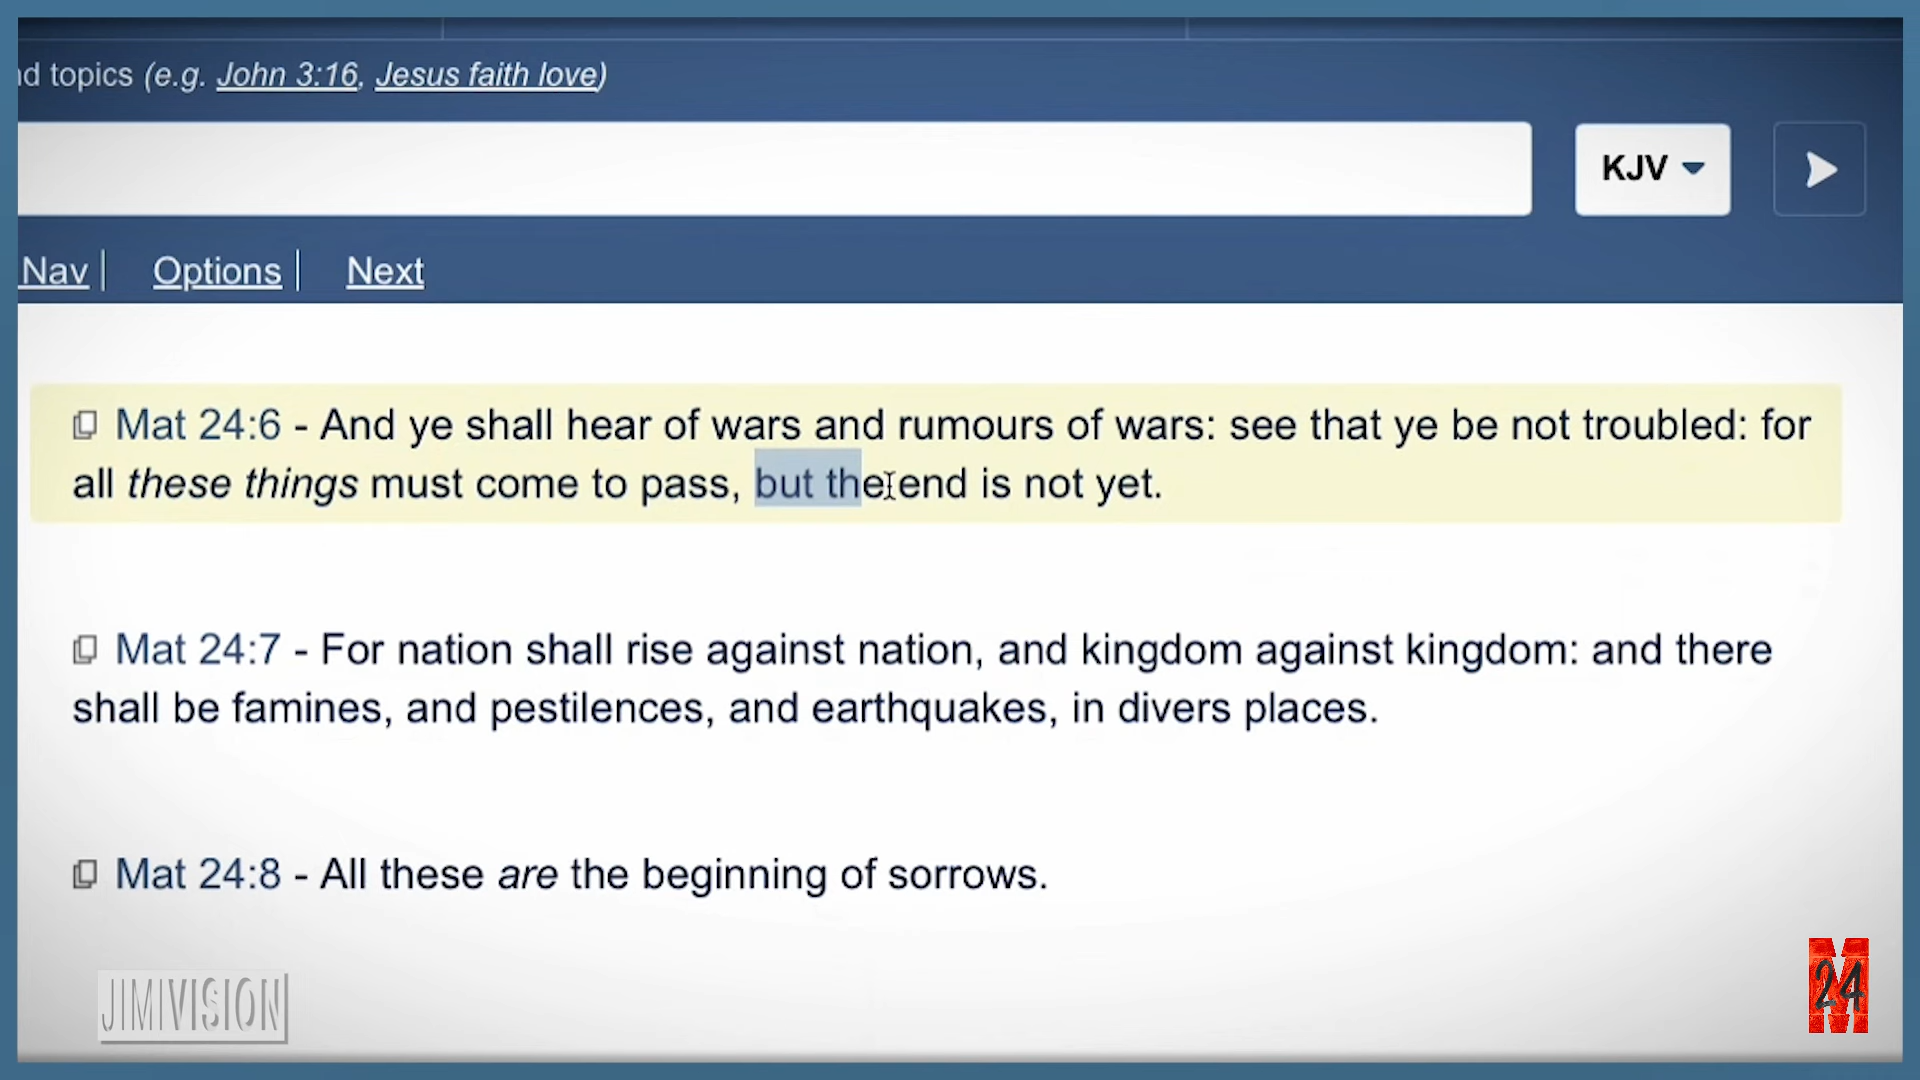 nd topics (e.g. John 3:16, Jesus faith love)
KJV
Nav | Options | Next
Mat 24:6 - And ye shall hear of wars and rumours of wars: see that ye be not troubled: for
all these things must come to pass, but the end is not yet.
Mat 24:7 - For nation shall rise against nation, and kingdom against kingdom: and there
shall be famines, and pestilences, and earthquakes, in divers places.
Mat 24:8 - All these are the beginning of sorrows.
JIMIVISION
M
24